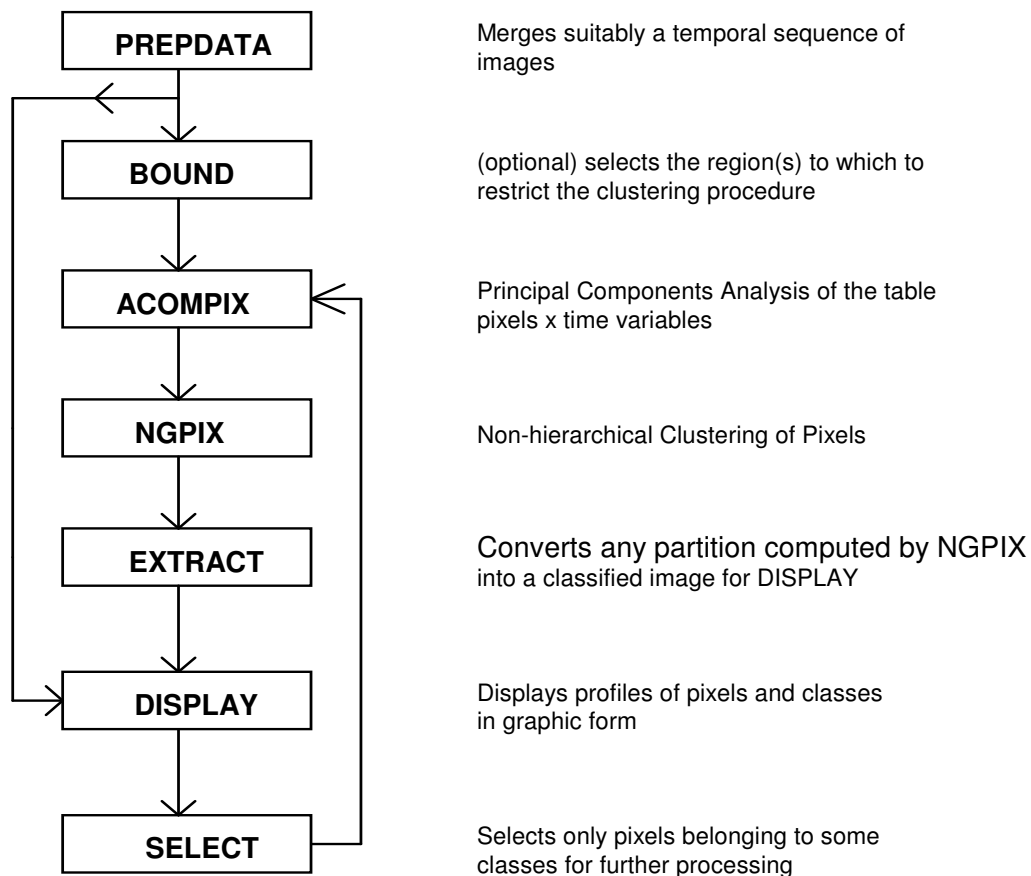 PREPDATA
Merges suitably a temporal sequence of
images
BOUND
(optional) selects the region(s) to which to
restrict the clustering procedure
ACOMPIX
Principal Components Analysis of the table
pixels x time variables
NGPIX
Non-hierarchical Clustering of Pixels
EXTRACT
Converts any partition computed by NGPIX
into a classified image for DISPLAY
DISPLAY
Displays profiles of pixels and classes
in graphic form
SELECT
Selects only pixels belonging to some
classes for further processing